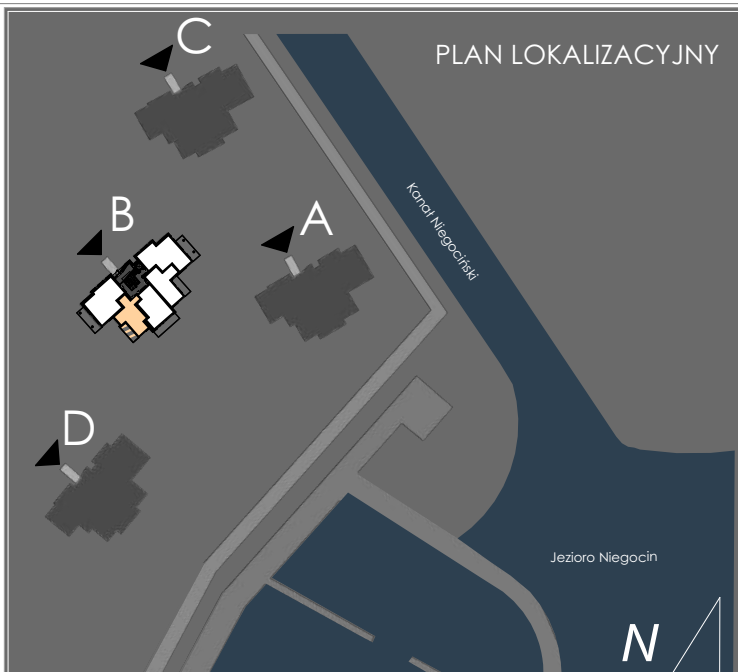 PLAN LOKALIZACYJNY
C
B
A
D
Kanał Niegociński
Jezioro Niegocin
N